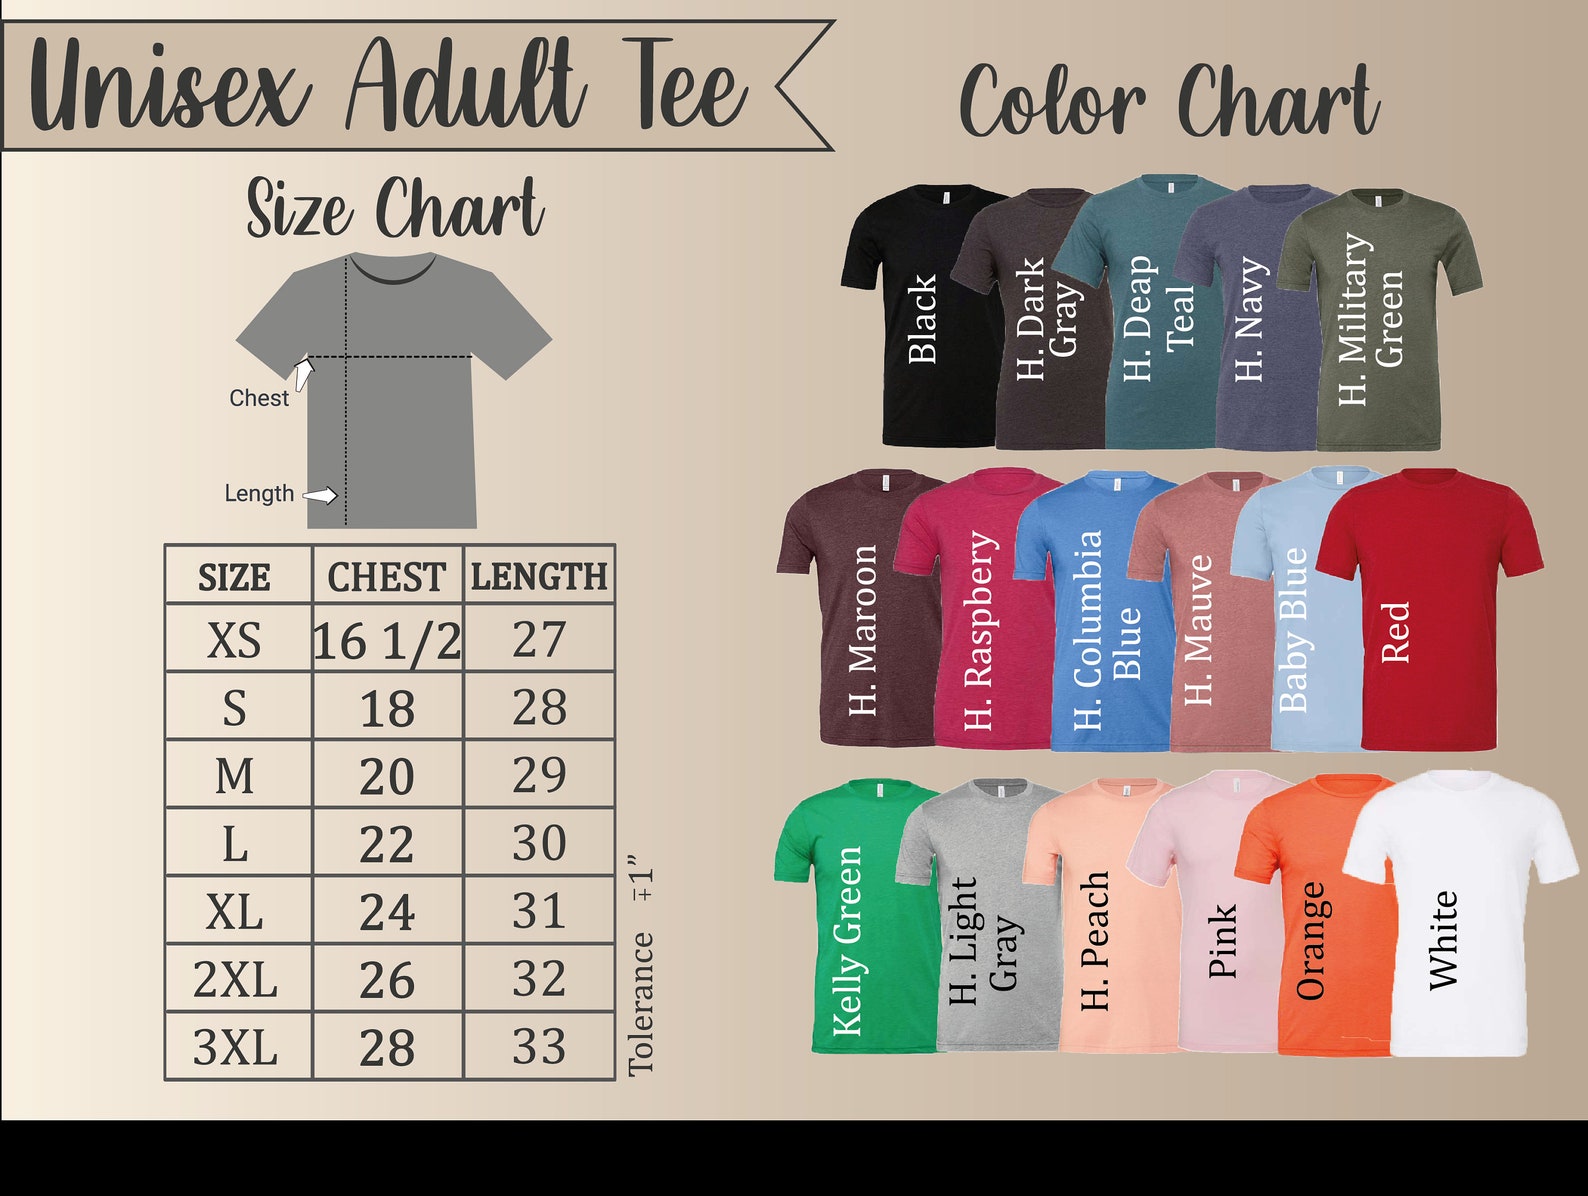 Unisex Adult Tee
Size Chart
Chest
Length
SIZE CHEST LENGTH
XS 16 1/2 27
S 18 28
M 20 29
L 22 30
XL 24 31
2XL 26 32
3XL 28 33
Tolerance ∓1”
Color Chart
Black
H. Dark
Gray
H. Deap
Teal
H. Navy
H. Military
Green
H. Maroon
H. Raspbery
H. Columbia
Blue
H. Mauve
Baby Blue
Red
Kelly Green
H. Light
Gray
H. Peach
Pink
Orange
White